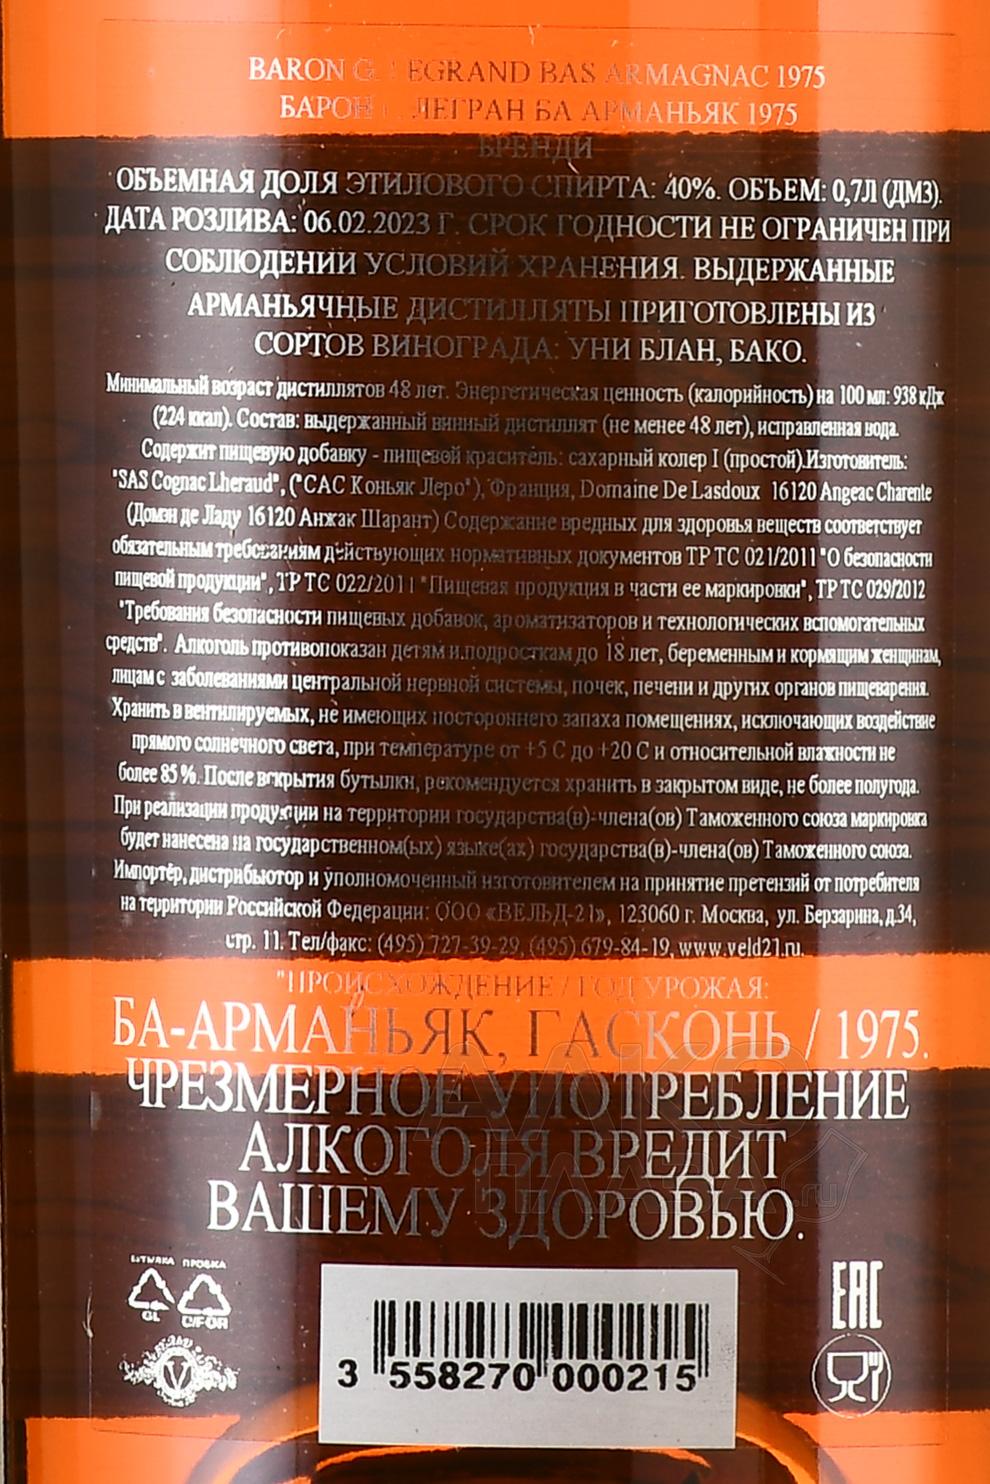 BARON G. LEGRAND BAS ARMAGNAC 1975
БАРОН Г. ЛЕГРАН БА АРМАНЬЯК 1975
БРЕНДИ
ОБЪЕМНАЯ ДОЛЯ ЭТИЛОВОГО СПИРТА: 40%. ОБЪЕМ: 0,7Л (ДМ3).
ДАТА РОЗЛИВА: 06.02.2023 Г. СРОК ГОДНОСТИ НЕ ОГРАНИЧЕН ПРИ
СОБЛЮДЕНИИ УСЛОВИЙ ХРАНЕНИЯ. ВЫДЕРЖАННЫЕ
АРМАНЬЯЧНЫЕ ДИСТИЛЛЯТЫ ПРИГОТОВЛЕНЫ ИЗ
СОРТОВ ВИНОГРАДА: УНИ БЛАН, БАКО.
Минимальный возраст дистиллятов 48 лет. Энергетическая ценность (калорийность) на 100 мл: 938 кДж
(224 ккал). Состав: выдержанный винный дистиллят (не менее 48 лет), исправленная вода.
Содержит пищевую добавку - пищевой краситель: сахарный колер I (простой).Изготовитель:
"SAS Cognac Lheraud", ("САС Коньяк Леро"), Франция, Domaine De Lasdoux 16120 Angeac Charente
(Домэн де Ладу 16120 Анжак Шарант) Содержание вредных для здоровья веществ соответствует
обязательным требованиям действующих нормативных документов ТР ТС 021/2011 "О безопасности
пищевой продукции", ТР ТС 022/2011 "Пищевая продукция в части ее маркировки", ТР ТС 029/2012
"Требования безопасности пищевых добавок, ароматизаторов и технологических вспомогательных
средств". Алкоголь противопоказан детям и подросткам до 18 лет, беременным и кормящим женщинам,
лицам с заболеваниями центральной нервной системы, почек, печени и других органов пищеварения.
Хранить в вентилируемых, не имеющих постороннего запаха помещениях, исключающих воздействие
прямого солнечного света, при температуре от +5 С до +20 С и относительной влажности не
более 85 %. После вскрытия бутылки, рекомендуется хранить в закрытом виде, не более полугода.
При реализации продукции на территории государства(в)-члена(ов) Таможенного союза маркировка
будет нанесена на государственном(ых) языке(ах) государства(в)-члена(ов) Таможенного союза.
Импортёр, дистрибьютор и уполномоченный изготовителем на принятие претензий от потребителя
на территории Российской Федерации: ООО «ВЕЛЬД-21», 123060 г. Москва, ул. Берзарина, д.34,
стр. 11. Тел/факс: (495) 727-39-29, (495) 679-84-19, www.veld21.ru.
"ПРОИСХОЖДЕНИЕ / ГОД УРОЖАЯ:
БА-АРМАНЬЯК, ГАСКОНЬ / 1975.
ЧРЕЗМЕРНОЕ УПОТРЕБЛЕНИЕ
АЛКОГОЛЯ ВРЕДИТ
ВАШЕМУ ЗДОРОВЬЮ.
АЛКО
ПЛАZА.ru
БУТЫЛКА ПРОБКА
GL C/FOR
EAC
V
3 558270 000215